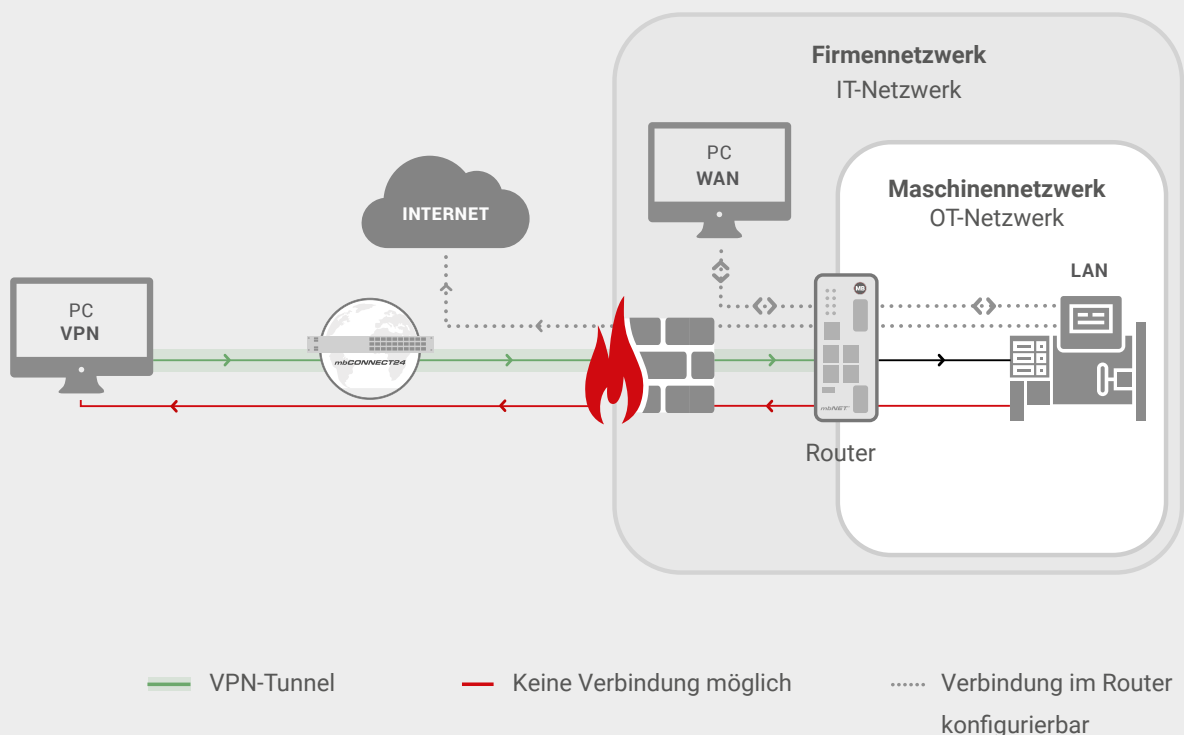 Firmennetzwerk
IT-Netzwerk
PC
WAN
Maschinennetzwerk
OT-Netzwerk
INTERNET
LAN
PC
VPN
MB
mbCONNECT24
mbNET
Router
VPN-Tunnel
Keine Verbindung möglich
Verbindung im Router
konfigurierbar